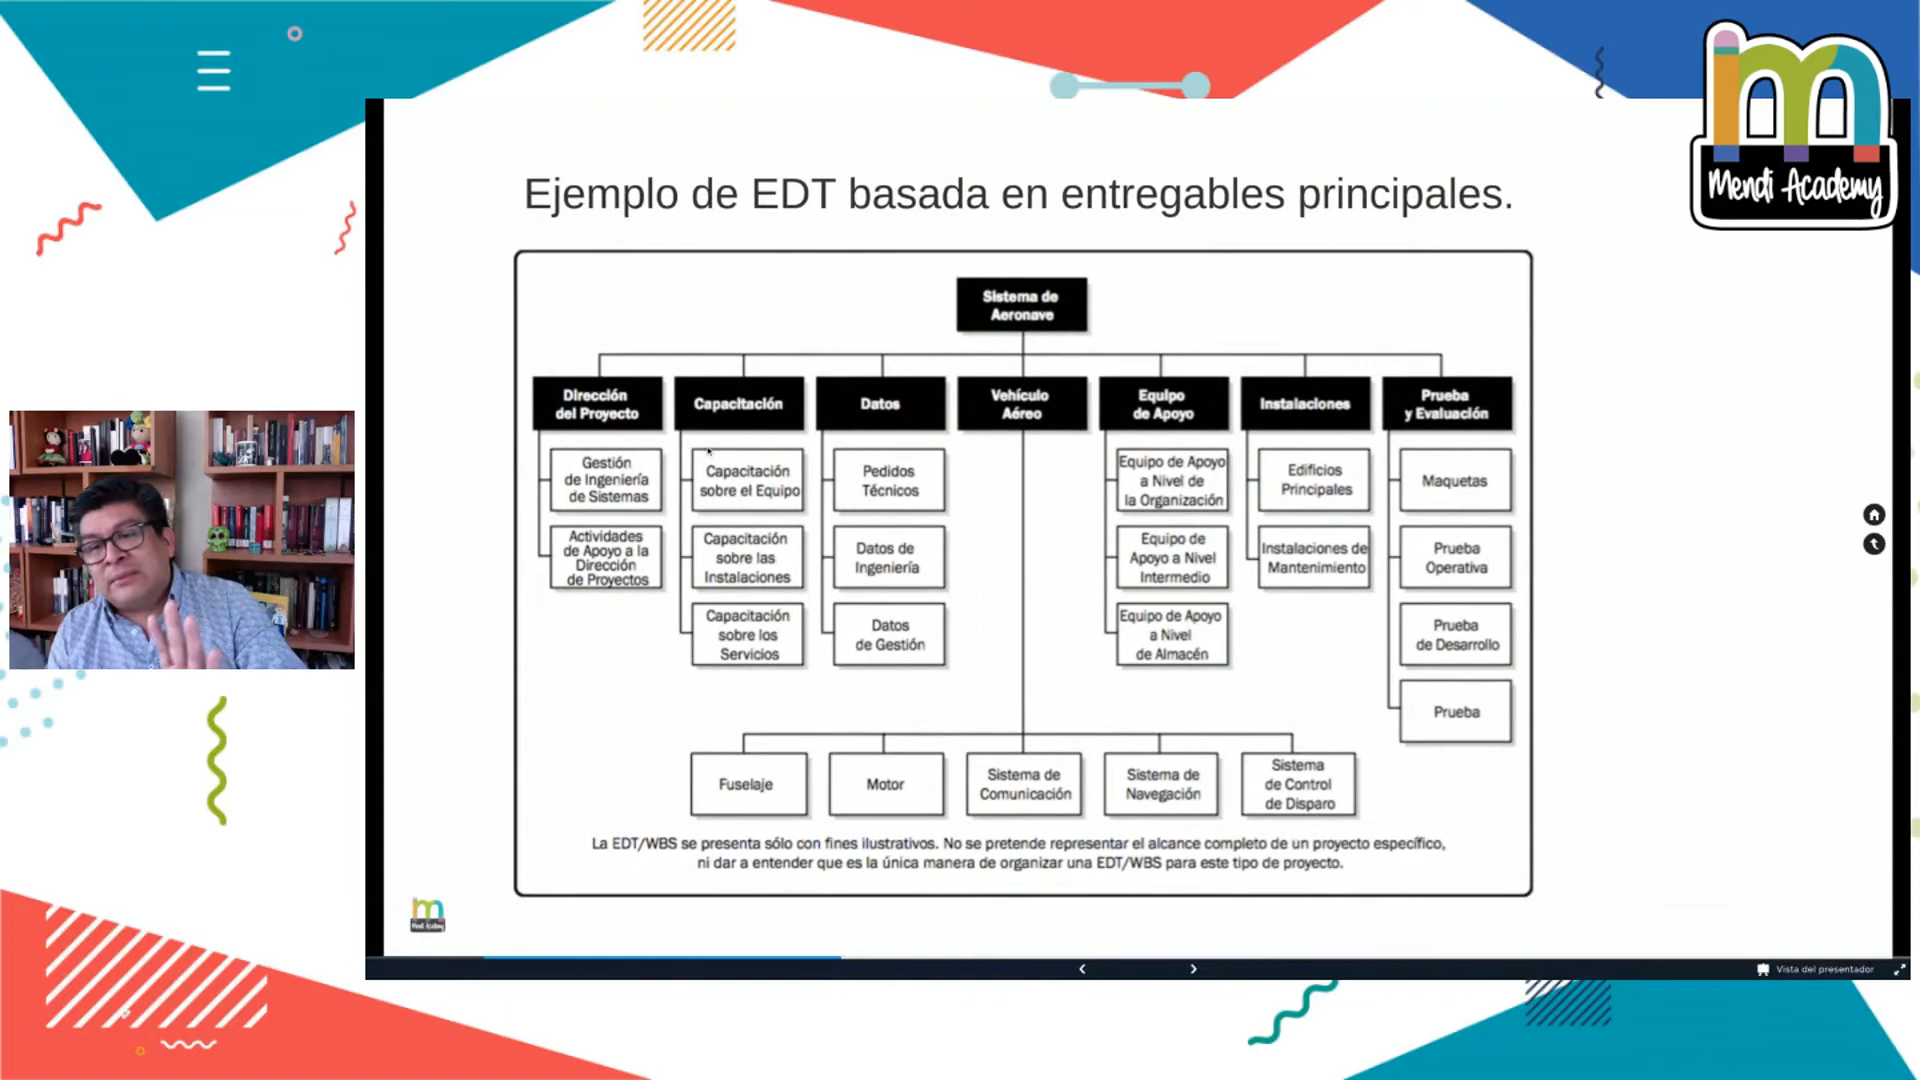 Mendi Academy
Ejemplo de EDT basada en entregables principales.
Sistema de
Aeronave
Dirección
del Proyecto
Capacitación
Datos
Vehículo
Aéreo
Equipo
de Apoyo
Instalaciones
Prueba
y Evaluación
Gestión
de Ingeniería
de Sistemas
Actividades
de Apoyo a la
Dirección
de Proyectos
Capacitación
sobre el Equipo
Capacitación
sobre las
Instalaciones
Capacitación
sobre los
Servicios
Pedidos
Técnicos
Datos de
Ingeniería
Datos
de Gestión
Equipo de Apoyo
a Nivel de
la Organización
Equipo de
Apoyo a Nivel
Intermedio
Equipo de Apoyo
a Nivel
de Almacén
Edificios
Principales
Instalaciones de
Mantenimiento
Maquetas
Prueba
Operativa
Prueba
de Desarrollo
Prueba
Fuselaje
Motor
Sistema de
Comunicación
Sistema de
Navegación
Sistema
de Control
de Disparo
La EDT/WBS se presenta sólo con fines ilustrativos. No se pretende representar el alcance completo de un proyecto específico,
ni dar a entender que es la única manera de organizar una EDT/WBS para este tipo de proyecto.
Mendi Academy
Vista del presentador